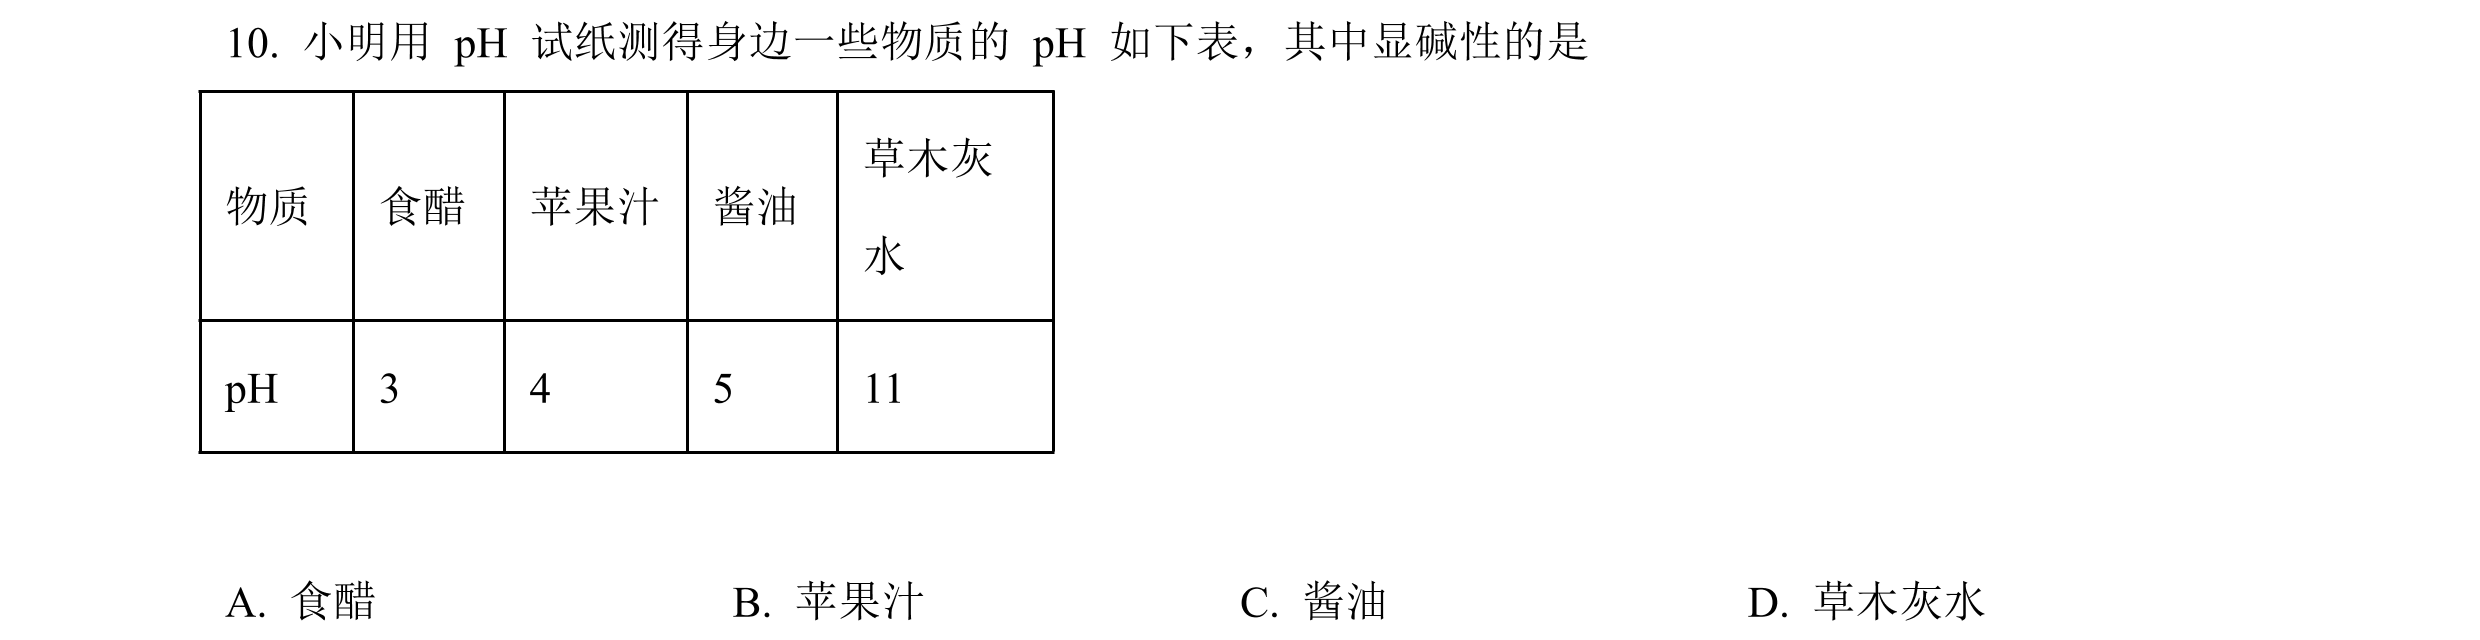 10. 小明用 pH 试纸测得身边一些物质的 pH 如下表，其中显碱性的是
物质 食醋 苹果汁 酱油 草木灰
水
pH 3 4 5 11
A. 食醋 B. 苹果汁 C. 酱油 D. 草木灰水